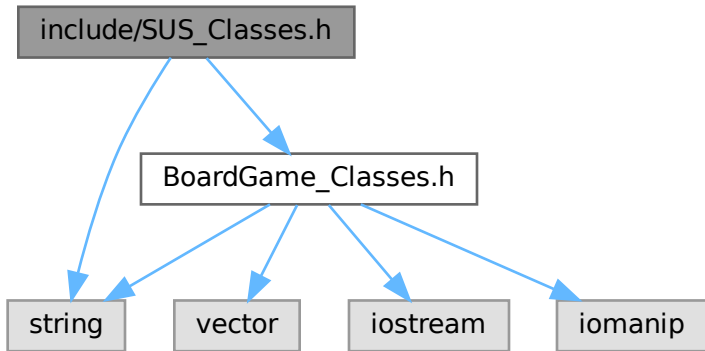 include/SUS_Classes.h
BoardGame_Classes.h
string
vector
iostream
iomanip